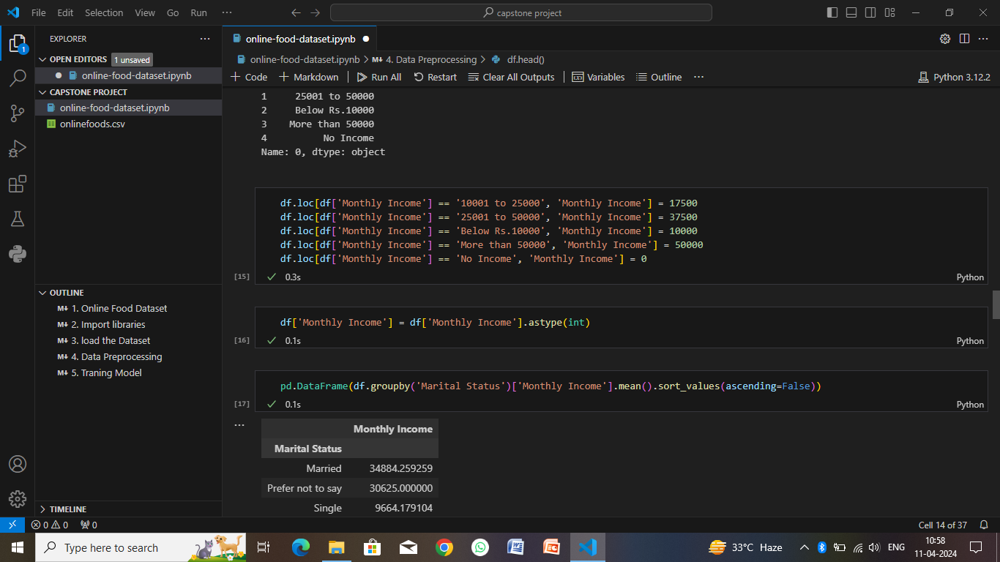 File Edit Selection View Go Run ··· capstone project
EXPLORER ···
OPEN EDITORS 1 unsaved
online-food-dataset.ipynb
CAPSTONE PROJECT
online-food-dataset.ipynb
onlinefoods.csv
OUTLINE
M↓ 1. Online Food Dataset
M↓ 2. Import libraries
M↓ 3. load the Dataset
M↓ 4. Data Preprocessing
M↓ 5. Traning Model
TIMELINE
online-food-dataset.ipynb
online-food-dataset.ipynb > M↓ 4. Data Preprocessing > df.head()
+ Code + Markdown | Run All Restart Clear All Outputs | Variables Outline ··· Python 3.12.2
1 25001 to 50000
2 Below Rs.10000
3 More than 50000
4 No Income
Name: 0, dtype: object
df.loc[df['Monthly Income'] == '10001 to 25000', 'Monthly Income'] = 17500
df.loc[df['Monthly Income'] == '25001 to 50000', 'Monthly Income'] = 37500
df.loc[df['Monthly Income'] == 'Below Rs.10000', 'Monthly Income'] = 10000
df.loc[df['Monthly Income'] == 'More than 50000', 'Monthly Income'] = 50000
df.loc[df['Monthly Income'] == 'No Income', 'Monthly Income'] = 0
[15] ✓ 0.3s Python
df['Monthly Income'] = df['Monthly Income'].astype(int)
[16] ✓ 0.1s Python
pd.DataFrame(df.groupby('Marital Status')['Monthly Income'].mean().sort_values(ascending=False))
[17] ✓ 0.1s Python
···
Monthly Income
Marital Status
Married 34884.259259
Prefer not to say 30625.000000
Single 9664.179104
0 0 0 Cell 14 of 37
Type here to search 33°C Haze ENG 10:58
11-04-2024